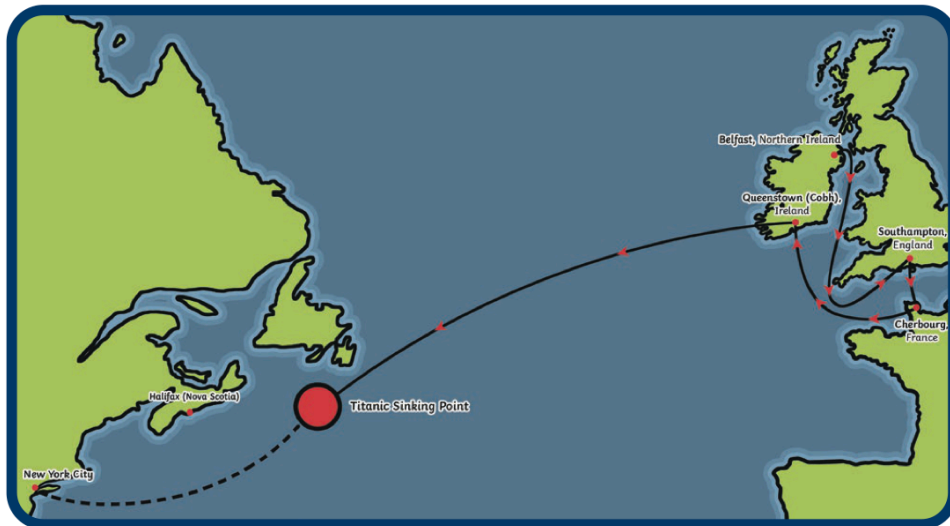 Belfast, Northern Ireland
Queenstown (Cobh),
Ireland
Southampton,
England
Cherbourg,
France
Halifax (Nova Scotia)
Titanic Sinking Point
New York City